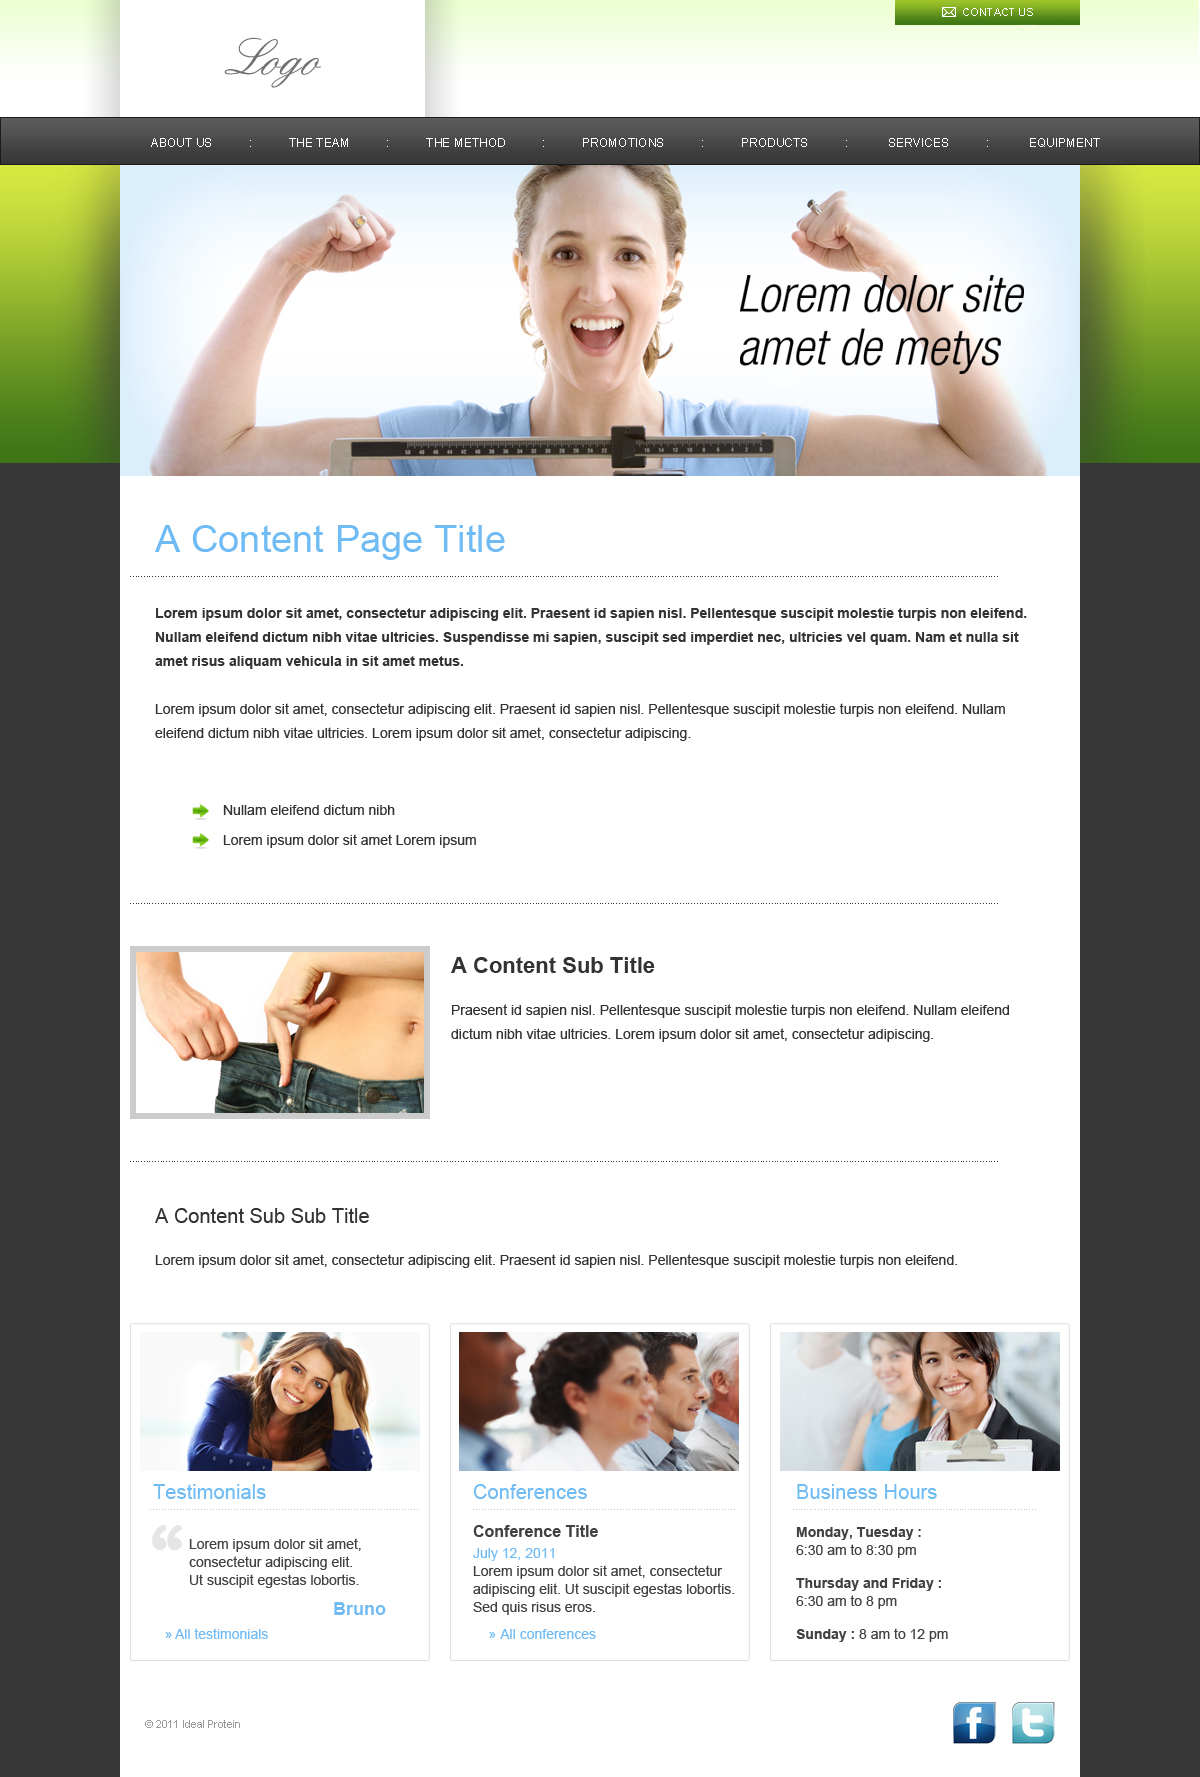 CONTACT US
Logo
ABOUT US : THE TEAM : THE METHOD : PROMOTIONS : PRODUCTS : SERVICES : EQUIPMENT
Lorem dolor site
amet de metys
A Content Page Title
Lorem ipsum dolor sit amet, consectetur adipiscing elit. Praesent id sapien nisl. Pellentesque suscipit molestie turpis non eleifend.
Nullam eleifend dictum nibh vitae ultricies. Suspendisse mi sapien, suscipit sed imperdiet nec, ultricies vel quam. Nam et nulla sit
amet risus aliquam vehicula in sit amet metus.
Lorem ipsum dolor sit amet, consectetur adipiscing elit. Praesent id sapien nisl. Pellentesque suscipit molestie turpis non eleifend. Nullam
eleifend dictum nibh vitae ultricies. Lorem ipsum dolor sit amet, consectetur adipiscing.
Nullam eleifend dictum nibh
Lorem ipsum dolor sit amet Lorem ipsum
A Content Sub Title
Praesent id sapien nisl. Pellentesque suscipit molestie turpis non eleifend. Nullam eleifend
dictum nibh vitae ultricies. Lorem ipsum dolor sit amet, consectetur adipiscing.
A Content Sub Sub Title
Lorem ipsum dolor sit amet, consectetur adipiscing elit. Praesent id sapien nisl. Pellentesque suscipit molestie turpis non eleifend.
Testimonials
“ Lorem ipsum dolor sit amet,
consectetur adipiscing elit.
Ut suscipit egestas lobortis.
Bruno
» All testimonials
Conferences
Conference Title
July 12, 2011
Lorem ipsum dolor sit amet, consectetur
adipiscing elit. Ut suscipit egestas lobortis.
Sed quis risus eros.
» All conferences
Business Hours
Monday, Tuesday :
6:30 am to 8:30 pm
Thursday and Friday :
6:30 am to 8 pm
Sunday : 8 am to 12 pm
© 2011 Ideal Protein
f t